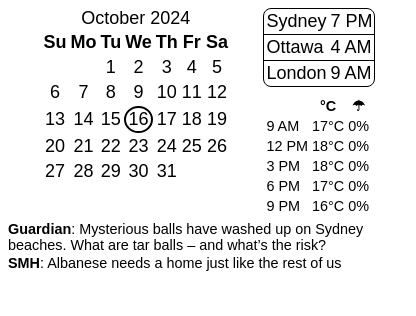 October 2024
Su Mo Tu We Th Fr Sa
1 2 3 4 5
6 7 8 9 10 11 12
13 14 15 16 17 18 19
20 21 22 23 24 25 26
27 28 29 30 31
Sydney 7 PM
Ottawa 4 AM
London 9 AM
°C ☂
9 AM 17°C 0%
12 PM 18°C 0%
3 PM 18°C 0%
6 PM 17°C 0%
9 PM 16°C 0%
Guardian: Mysterious balls have washed up on Sydney
beaches. What are tar balls – and what's the risk?
SMH: Albanese needs a home just like the rest of us